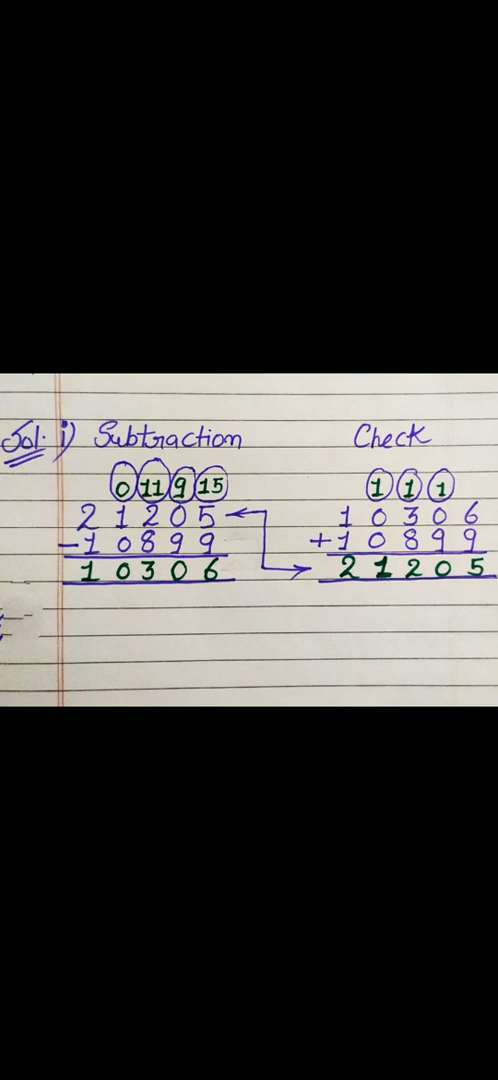 Sol. i) Subtraction Check
0 11 9 15 1 1 1
2 1 2 0 5 1 0 3 0 6
- 1 0 8 9 9 + 1 0 8 9 9
1 0 3 0 6 2 1 2 0 5